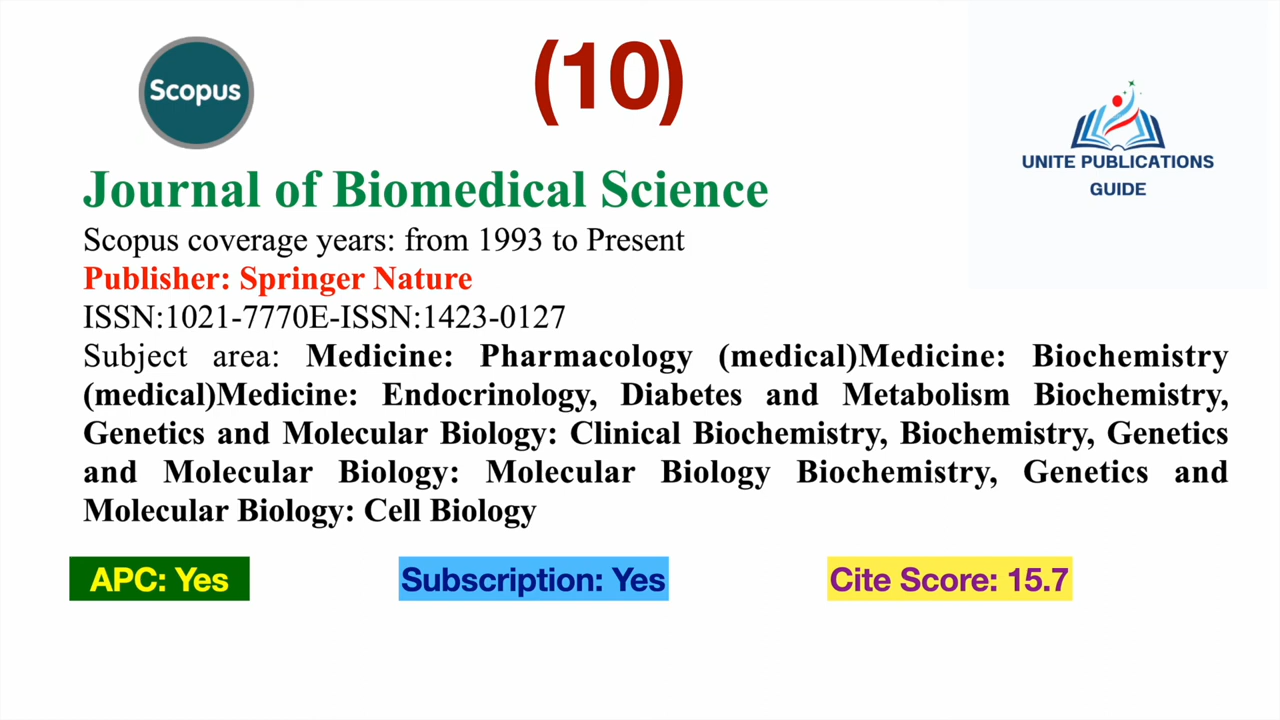 Scopus
(10)
UNITE PUBLICATIONS
GUIDE
Journal of Biomedical Science
Scopus coverage years: from 1993 to Present
Publisher: Springer Nature
ISSN:1021-7770E-ISSN:1423-0127
Subject area: Medicine: Pharmacology (medical)Medicine: Biochemistry
(medical)Medicine: Endocrinology, Diabetes and Metabolism Biochemistry,
Genetics and Molecular Biology: Clinical Biochemistry, Biochemistry, Genetics
and Molecular Biology: Molecular Biology Biochemistry, Genetics and
Molecular Biology: Cell Biology
APC: Yes
Subscription: Yes
Cite Score: 15.7